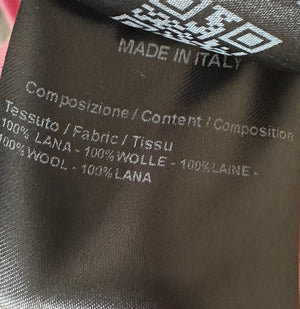 MADE IN ITALY
Composizione / Content / Composition
Tessuto / Fabric / Tissu
100% LANA - 100% WOLLE - 100% LAINE -
100% WOOL - 100% LANA